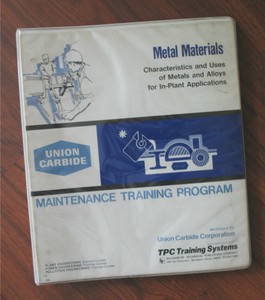 Metal Materials
Characteristics and Uses
of Metals and Alloys
for In-Plant Applications
UNION
CARBIDE
MAINTENANCE TRAINING PROGRAM
Union Carbide Corporation
TPC Training Systems